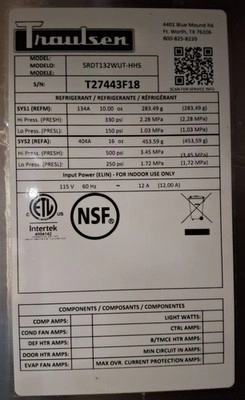 Traulsen
4401 Blue Mound Rd
Ft. Worth, TX 76106
800-825-8220
MODEL:
MODELO:
MODÈLE:
SRDT132WUT-HHS
S/N:
T27443F18
REFRIGERANT / REFRIGERANTE / RÉFRIGÉRANT
SYS1 (REFM): 134A 10.00 oz 283.49 g (283,49 g)
Hi Press. (PRESH) 330 psi 2.28 MPa (2,28 MPa)
Lo Press. (PRESL) 150 psi 1.03 MPa (1,03 MPa)
SYS2 (REFA) 404A 16 oz 453.59 g (453,59 g)
Hi Press. (PRESH) 500 psi 3.45 MPa (3,45 MPa)
Lo Press. (PRESL) 250 psi 1.72 MPa (1,72 MPa)
Input Power (ELIN) - FOR INDOOR USE ONLY
115 V 60 Hz ~ 12 A (12,00 A)
ETL
Intertek
NSF
COMPONENTS / COMPOSANTS / COMPONENTES
COMP AMPS: LIGHT WATTS:
COND FAN AMPS: CTRL AMPS:
DEF HTR AMPS: B/TMCE HTR AMPS:
DOOR HTR AMPS: MIN CIRCUIT IN AMPS:
EVAP FAN AMPS: MAX OVR. CURRENT PROTECTION AMPS: